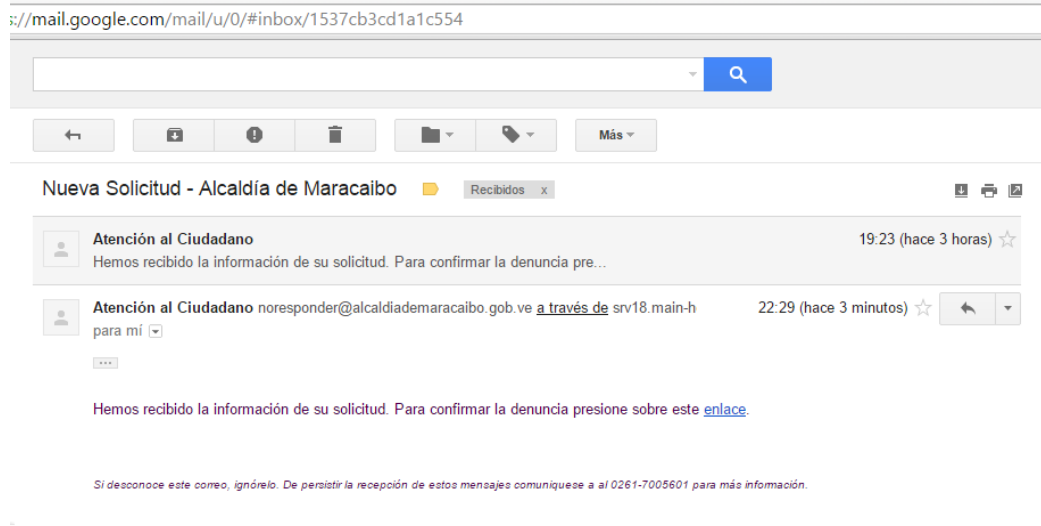 s://mail.google.com/mail/u/0/#inbox/1537cb3cd1a1c554
Más
Nueva Solicitud - Alcaldía de Maracaibo Recibidos x
Atención al Ciudadano 19:23 (hace 3 horas)
Hemos recibido la información de su solicitud. Para confirmar la denuncia pre...
Atención al Ciudadano noresponder@alcaldiademaracaibo.gob.ve a través de srv18.main-h 22:29 (hace 3 minutos)
para mí
...
Hemos recibido la información de su solicitud. Para confirmar la denuncia presione sobre este enlace.
Si desconoce este correo, ignórelo. De persistir la recepción de estos mensajes comuniquese a al 0261-7005601 para más información.